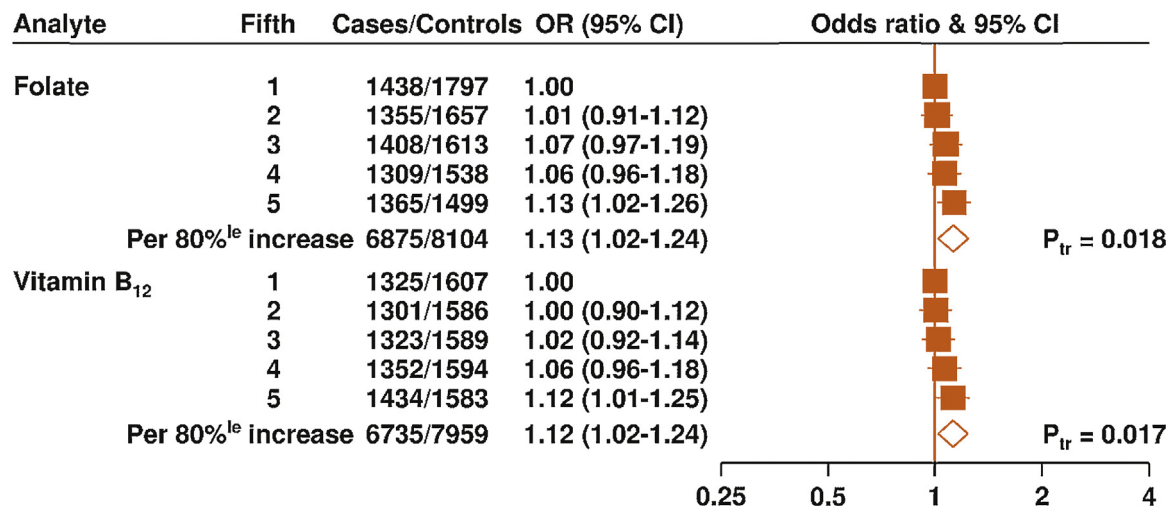 Analyte Fifth Cases/Controls OR (95% CI) Odds ratio & 95% CI
Folate 1 1438/1797 1.00
2 1355/1657 1.01 (0.91-1.12)
3 1408/1613 1.07 (0.97-1.19)
4 1309/1538 1.06 (0.96-1.18)
5 1365/1499 1.13 (1.02-1.26)
Per 80%le increase 6875/8104 1.13 (1.02-1.24) Ptr = 0.018
Vitamin B12 1 1325/1607 1.00
2 1301/1586 1.00 (0.90-1.12)
3 1323/1589 1.02 (0.92-1.14)
4 1352/1594 1.06 (0.96-1.18)
5 1434/1583 1.12 (1.01-1.25)
Per 80%le increase 6735/7959 1.12 (1.02-1.24) Ptr = 0.017
0.25 0.5 1 2 4